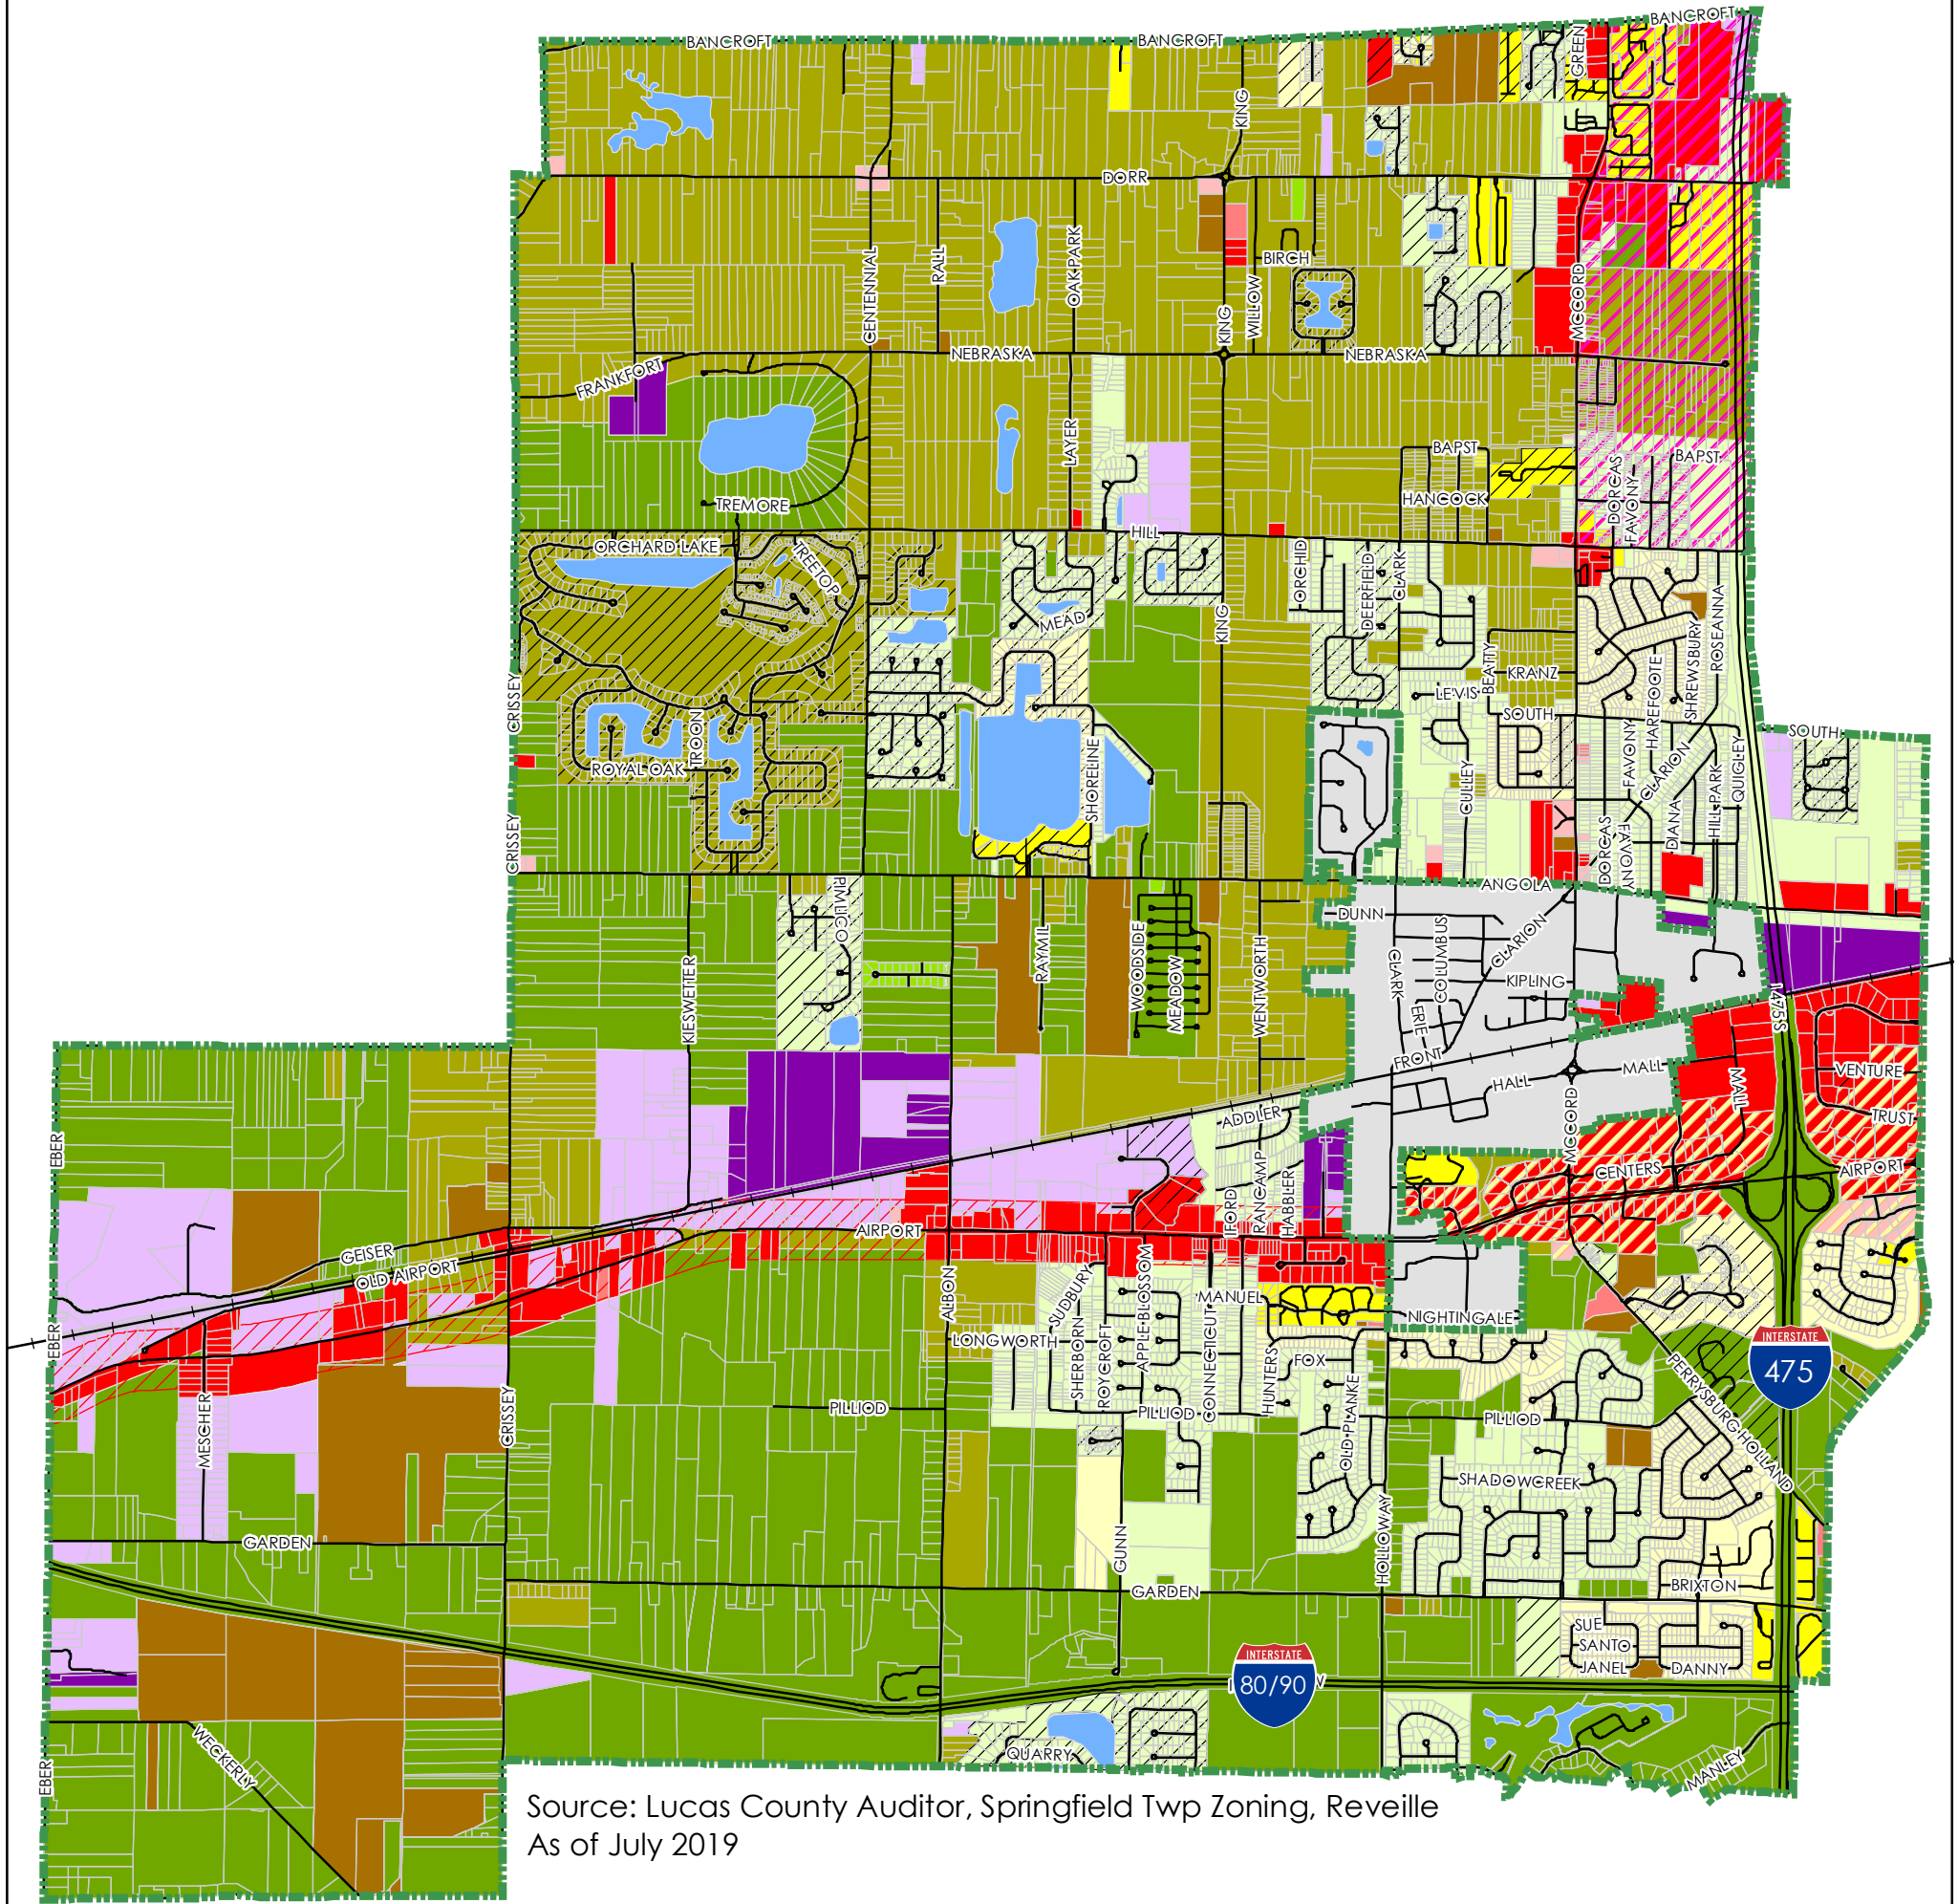 BANCROFT
BANCROFT
BANCROFT
GREEN
KING
DORR
CENTENNIAL
RALL
OAK PARK
BIRCH
WILLOW
KING
MCCORD
NEBRASKA
NEBRASKA
FRANKFORT
LAYER
BAPST
BAPST
DORCAS
FAVONY
HANCOCK
TREMORE
HILL
ORCHARD LAKE
TREETOP
ORCHID
DEERFIELD
CLARK
MEAD
KING
ROSEANNA
SHREWSBURY
HAREFOOTE
BEATTY
KRANZ
LEVIS
SOUTH
SOUTH
CRISSEY
TROON
ROYAL OAK
SHORELINE
CULLEY
FAVONY
CLARION
QUIGLEY
HILL PARK
DIANA
DORCAS
FAVONY
CRISSEY
ANGOLA
RIMLICO
DUNN
KIESWETTER
RAYMIL
WOODSIDE
MEADOW
WENTWORTH
CLARK
COLUMBUS
CLARION
KIPLING
ERIE
I 475 S
FRONT
HALL
MALL
MALL
VENTURE
TRUST
ADDLER
MCCORD
EBER
CENTERS
AIRPORT
IFORD
RANCAMP
HABBLER
AIRPORT
GEISER
OLD AIRPORT
ALBON
SUDBURY
APPLE BLOSSOM
MANUEL
NIGHTINGALE
EBER
LONGWORTH
SHERBORN
ROYCROFT
CONNECTICUT
HUNTERS
FOX
OLD PLANKE
INTERSTATE
475
PERRYSBURG HOLLAND
MESCHER
CRISSEY
PILLIOD
PILLIOD
PILLIOD
SHADOWCREEK
HOLLOWAY
GARDEN
GUNN
GARDEN
BRIXTON
SUE
SANTO
JANEL
DANNY
INTERSTATE
80/90
WECKERLY
EBER
QUARRY
MANLEY
Source: Lucas County Auditor, Springfield Twp Zoning, Reveille
As of July 2019